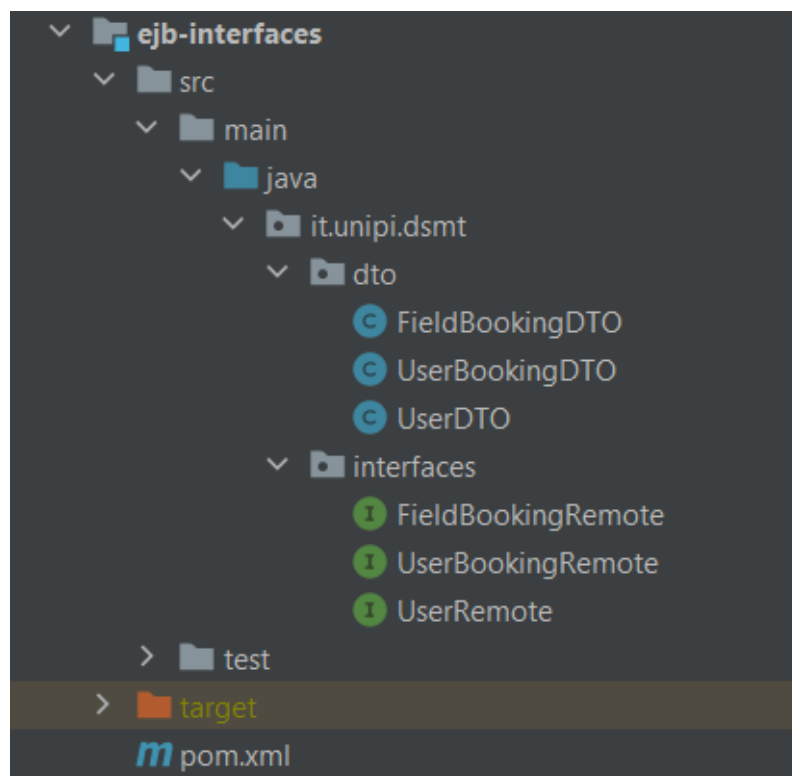 ejb-interfaces
src
main
java
it.unipi.dsmt
dto
C FieldBookingDTO
C UserBookingDTO
C UserDTO
interfaces
I FieldBookingRemote
I UserBookingRemote
I UserRemote
test
target
m pom.xml